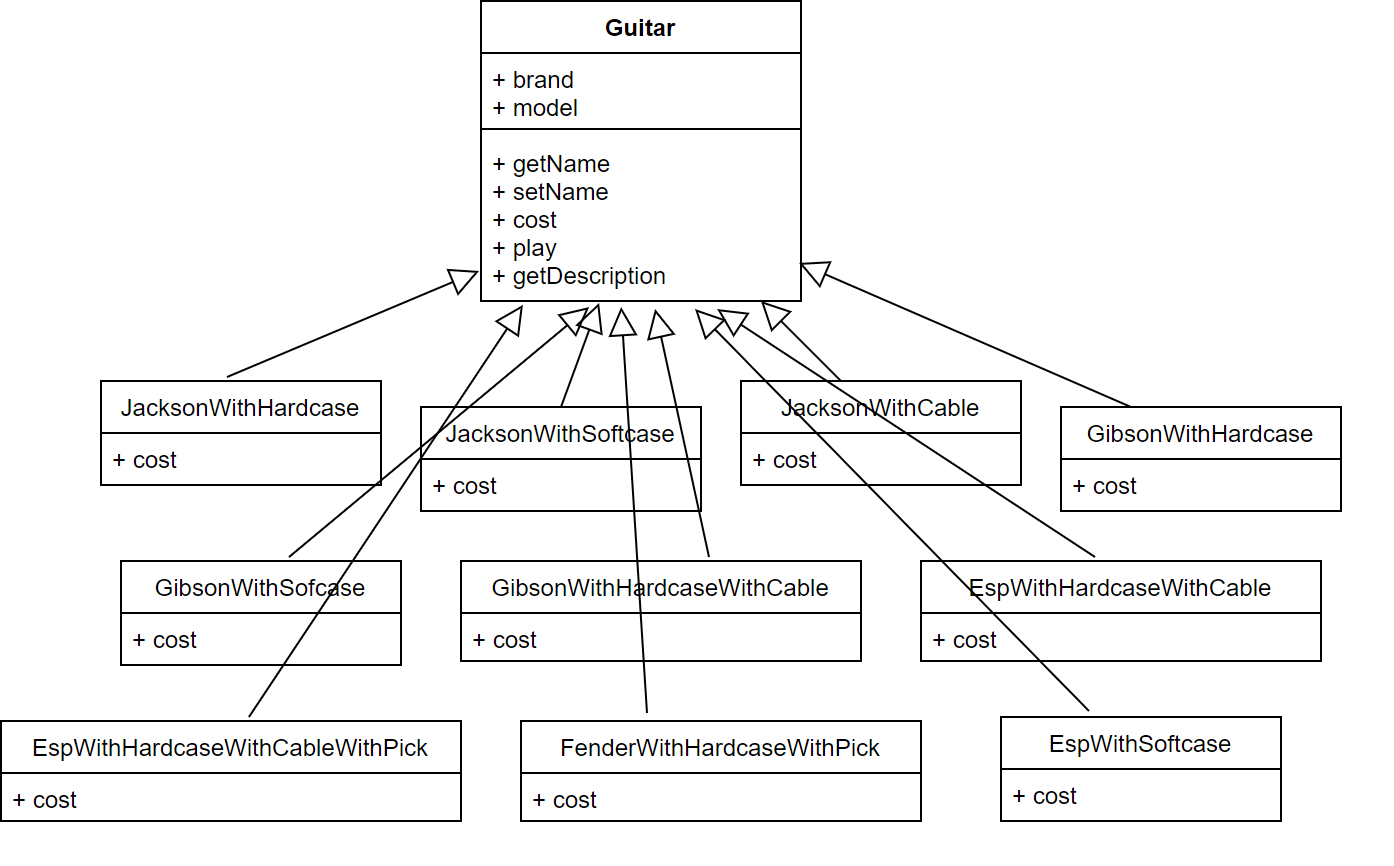 Guitar
+ brand
+ model
+ getName
+ setName
+ cost
+ play
+ getDescription
JacksonWithHardcase
+ cost
JacksonWithSoftcase
+ cost
JacksonWithCable
+ cost
GibsonWithHardcase
+ cost
GibsonWithSofcase
+ cost
GibsonWithHardcaseWithCable
+ cost
EspWithHardcaseWithCable
+ cost
EspWithHardcaseWithCableWithPick
+ cost
FenderWithHardcaseWithPick
+ cost
EspWithSoftcase
+ cost